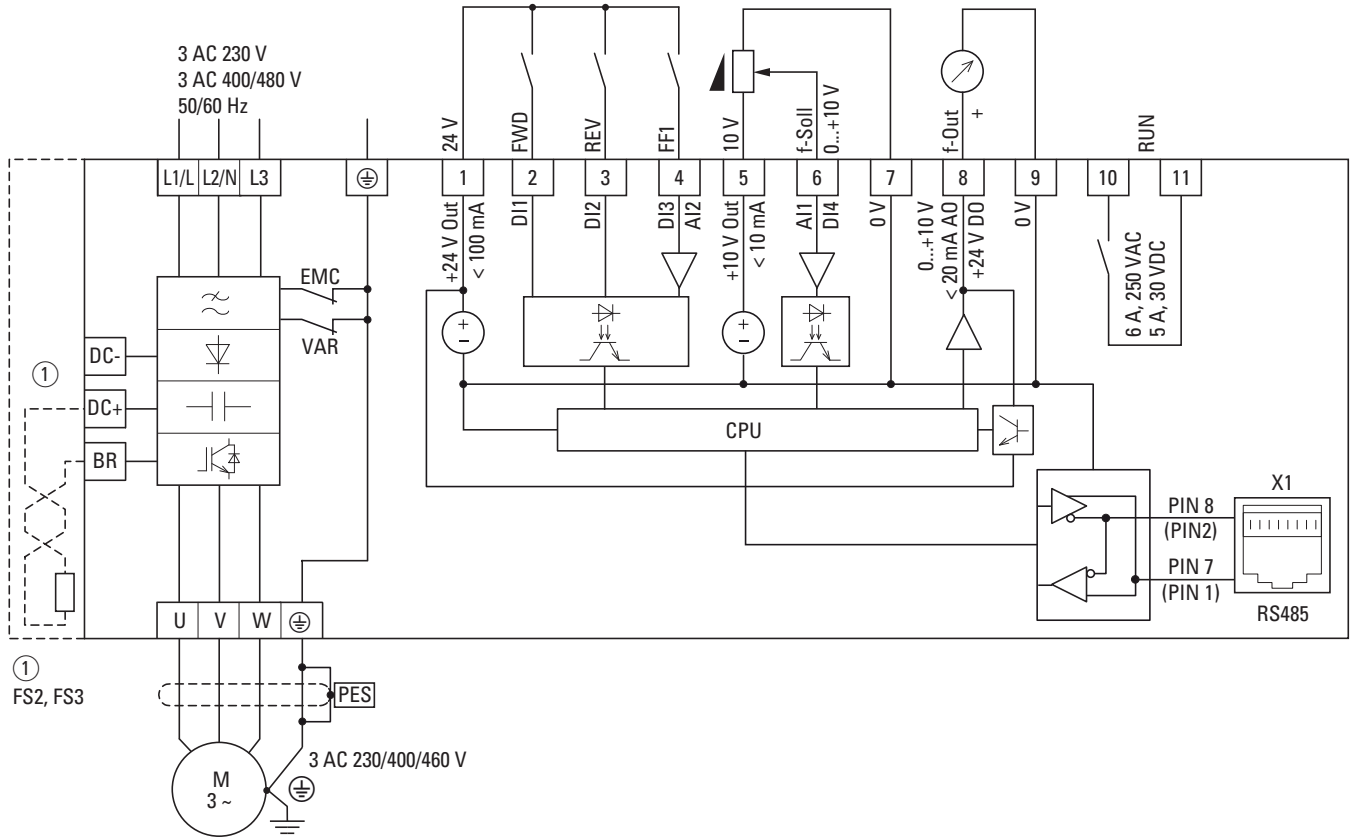 3 AC 230 V
3 AC 400/480 V
50/60 Hz
24 V
FWD
REV
FF1
10 V
f-Soll
0...+10 V
f-Out
+
RUN
L1/L
L2/N
L3
1
2
3
4
5
6
7
8
9
10
11
+24 V Out
< 100 mA
DI1
DI2
DI3
AI2
+10 V Out
< 10 mA
AI1
DI4
0 V
0...+10 V
< 20 mA AO
+24 V DO
0 V
6 A, 250 VAC
5 A, 30 VDC
EMC
VAR
+
−
+
−
DC-
1
DC+
BR
CPU
X1
PIN 8
(PIN2)
PIN 7
(PIN 1)
RS485
U
V
W
1
FS2, FS3
PES
3 AC 230/400/460 V
M
3 ~